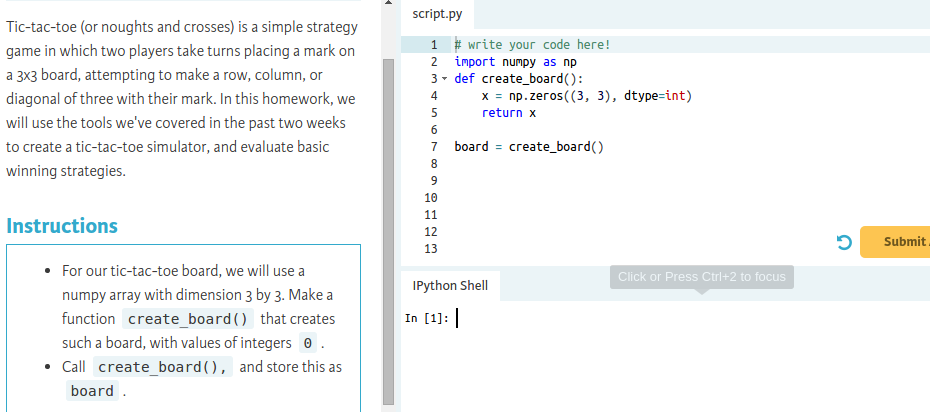 Tic-tac-toe (or noughts and crosses) is a simple strategy
game in which two players take turns placing a mark on
a 3x3 board, attempting to make a row, column, or
diagonal of three with their mark. In this homework, we
will use the tools we've covered in the past two weeks
to create a tic-tac-toe simulator, and evaluate basic
winning strategies.
Instructions
• For our tic-tac-toe board, we will use a
numpy array with dimension 3 by 3. Make a
function create_board() that creates
such a board, with values of integers 0 .
• Call create_board(), and store this as
board .
script.py
1 # write your code here!
2 import numpy as np
3 def create_board():
4     x = np.zeros((3, 3), dtype=int)
5     return x
6
7 board = create_board()
8
9
10
11
12
13
Submit
Click or Press Ctrl+2 to focus
IPython Shell
In [1]: